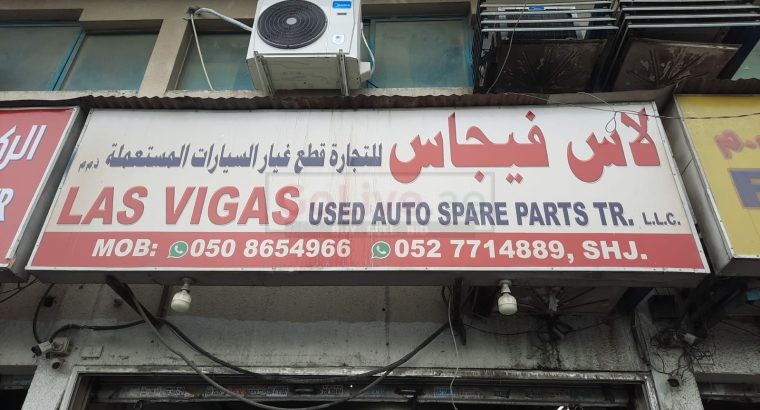 Midea
لاس فيجاس للتجارة قطع غيار السيارات المستعملة ذ.م.م
LAS VIGAS USED AUTO SPARE PARTS TR. L.L.C.
MOB: 050 8654966 052 7714889, SHJ.